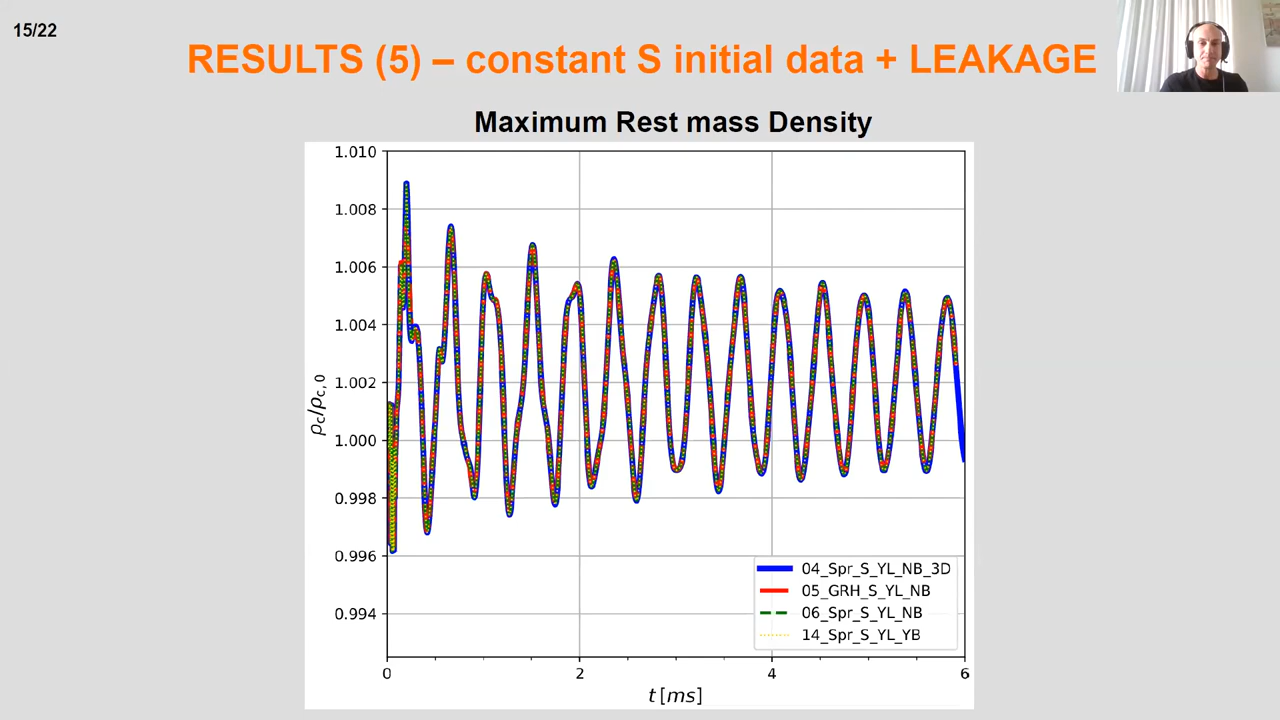 15/22
RESULTS (5) – constant S initial data + LEAKAGE
Maximum Rest mass Density
1.010
1.008
1.006
1.004
1.002
1.000
0.998
0.996
0.994
ρc/ρc,0
0
2
4
6
t [ms]
04_Spr_S_YL_NB_3D
05_GRH_S_YL_NB
06_Spr_S_YL_NB
14_Spr_S_YL_YB